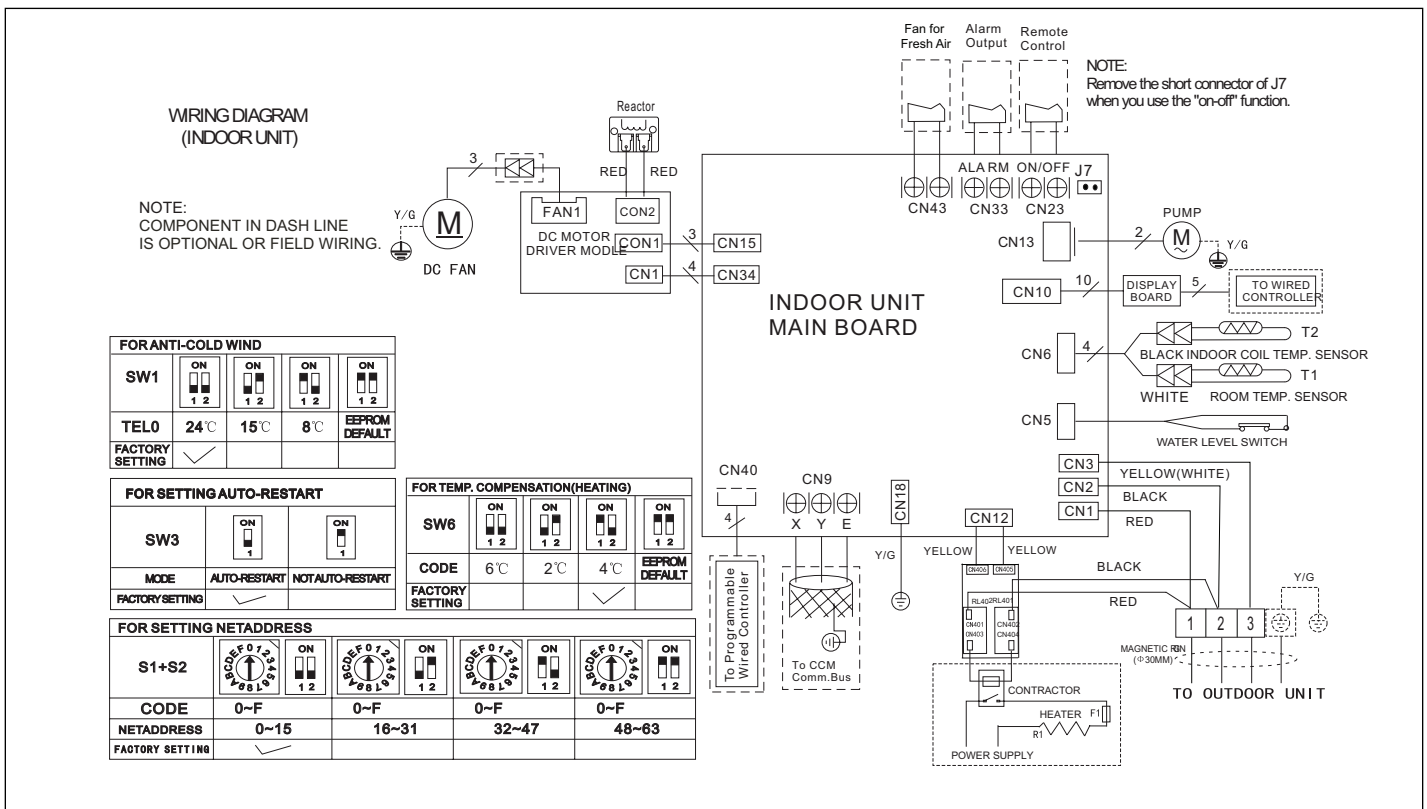 WIRING DIAGRAM
(INDOOR UNIT)
NOTE:
COMPONENT IN DASH LINE
IS OPTIONAL OR FIELD WIRING.
Fan for
Fresh Air
Alarm
Output
Remote
Control
NOTE:
Remove the short connector of J7
when you use the "on-off" function.
Reactor
RED RED
3
Y/G
M
DC FAN
FAN1
CON2
DC MOTOR
DRIVER MODLE
CON1
3
CN15
CN1
4
CN34
ALARM ON/OFF J7
CN43 CN33 CN23
INDOOR UNIT
MAIN BOARD
PUMP
CN13
2
M
~
Y/G
CN10
10
DISPLAY
BOARD
5
TO WIRED
CONTROLLER
CN6
4
T2
BLACK INDOOR COIL TEMP. SENSOR
T1
WHITE ROOM TEMP. SENSOR
CN5
WATER LEVEL SWITCH
CN3
YELLOW(WHITE)
CN2
BLACK
CN1
RED
CN40
4
To Programmable
Wired Controller
CN9
X Y E
To CCM
Comm.Bus
CN18
Y/G
CN12
YELLOW YELLOW
CN406 CN405
BLACK
RED
RL402 RL401
CN401 CN402
CN403 CN404
CONTRACTOR
HEATER F1
R1
POWER SUPPLY
Y/G
1 2 3
MAGNETIC RIN
(Φ30MM)
TO OUTDOOR UNIT
FOR ANTI-COLD WIND
SW1 ON 1 2 ON 1 2 ON 1 2 ON 1 2
TEL0 24℃ 15℃ 8℃ EEPROM DEFAULT
FACTORY
SETTING
FOR SETTING AUTO-RESTART
SW3 ON 1 ON 1
MODE AUTO-RESTART NOT AUTO-RESTART
FACTORY SETTING
FOR TEMP. COMPENSATION(HEATING)
SW6 ON 1 2 ON 1 2 ON 1 2 ON 1 2
CODE 6℃ 2℃ 4℃ EEPROM DEFAULT
FACTORY
SETTING
FOR SETTING NETADDRESS
S1+S2 0123456789ABCDEF ON 1 2 0123456789ABCDEF ON 1 2 0123456789ABCDEF ON 1 2 0123456789ABCDEF ON 1 2
CODE 0~F 0~F 0~F 0~F
NETADDRESS 0~15 16~31 32~47 48~63
FACTORY SETTING